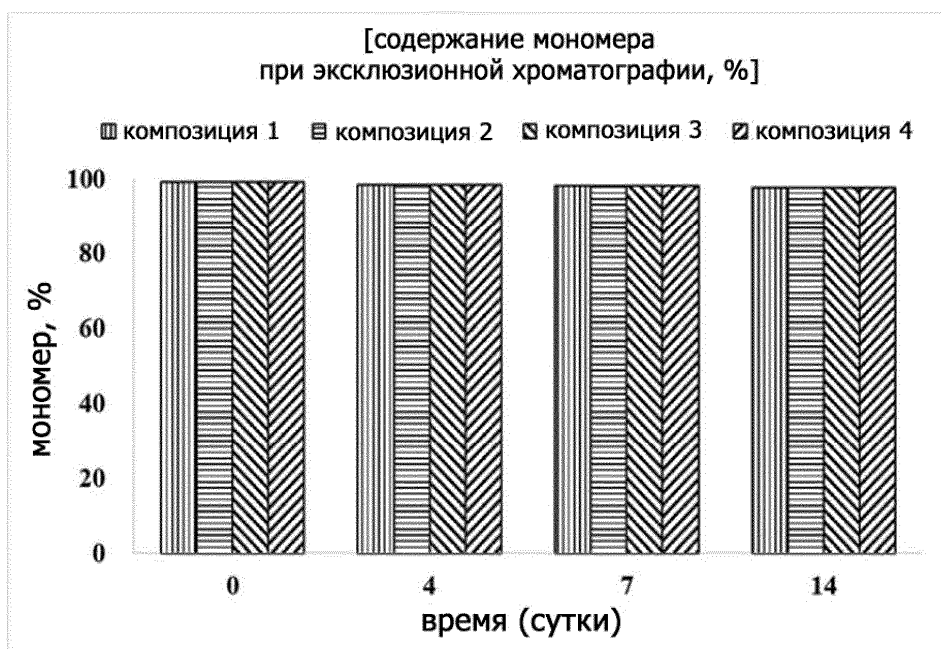 [содержание мономера
при эксклюзионной хроматографии, %]
композиция 1 композиция 2 композиция 3 композиция 4
мономер, %
100
80
60
40
20
0
0 4 7 14
время (сутки)